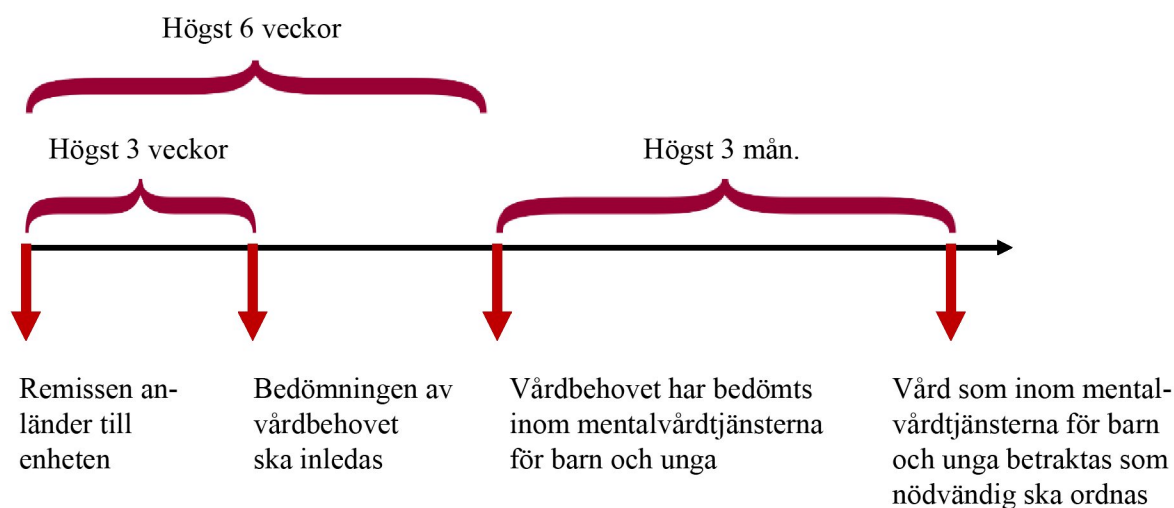 Högst 6 veckor
Högst 3 veckor
Högst 3 mån.
Remissen an-
länder till
enheten
Bedömningen av
vårdbehovet
ska inledas
Vårdbehovet har bedömts
inom mentalvårdtjänsterna
för barn och unga
Vård som inom mental-
vårdtjänsterna för barn
och unga betraktas som
nödvändig ska ordnas